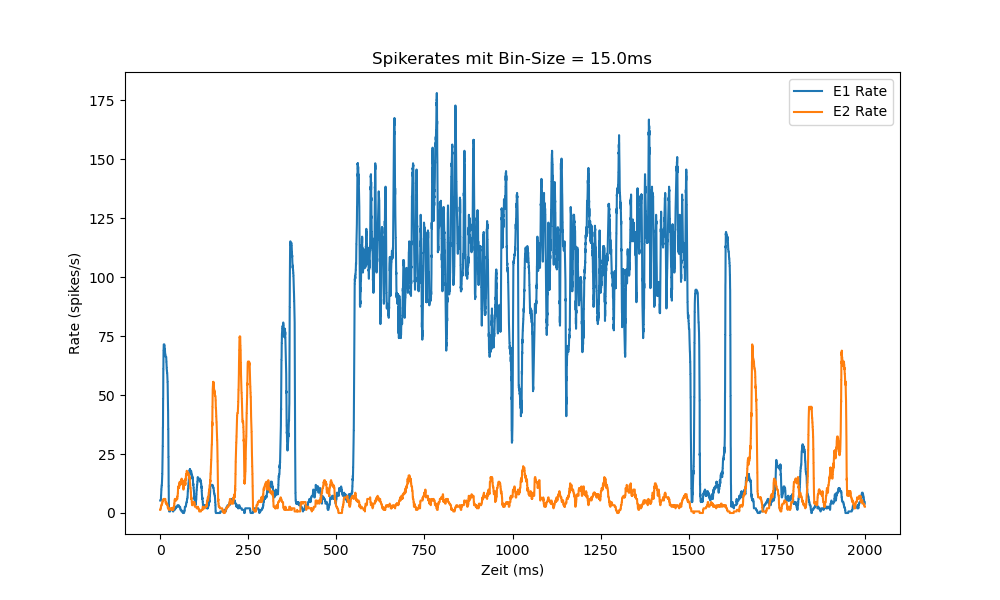 Spikerates mit Bin-Size = 15.0ms
E1 Rate
E2 Rate
175
150
125
100
75
50
25
0
Rate (spikes/s)
0 250 500 750 1000 1250 1500 1750 2000
Zeit (ms)